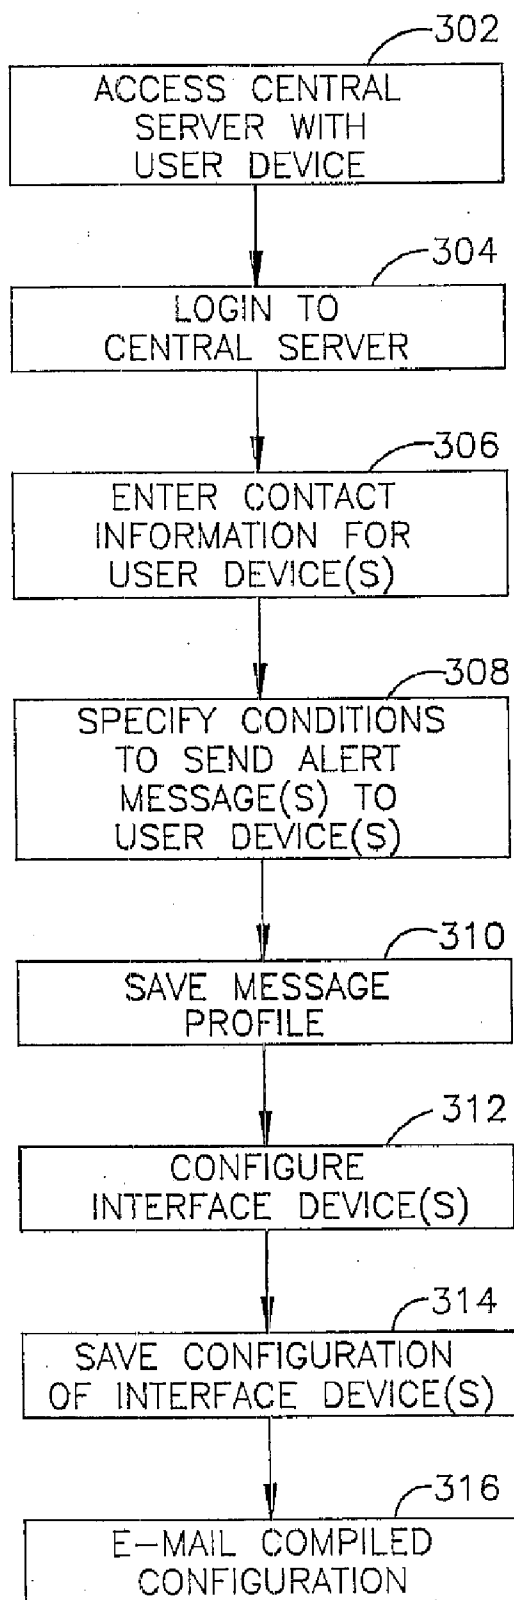 302
ACCESS CENTRAL
SERVER WITH
USER DEVICE
304
LOGIN TO
CENTRAL SERVER
306
ENTER CONTACT
INFORMATION FOR
USER DEVICE(S)
308
SPECIFY CONDITIONS
TO SEND ALERT
MESSAGE(S) TO
USER DEVICE(S)
310
SAVE MESSAGE
PROFILE
312
CONFIGURE
INTERFACE DEVICE(S)
314
SAVE CONFIGURATION
OF INTERFACE DEVICE(S)
316
E-MAIL COMPILED
CONFIGURATION